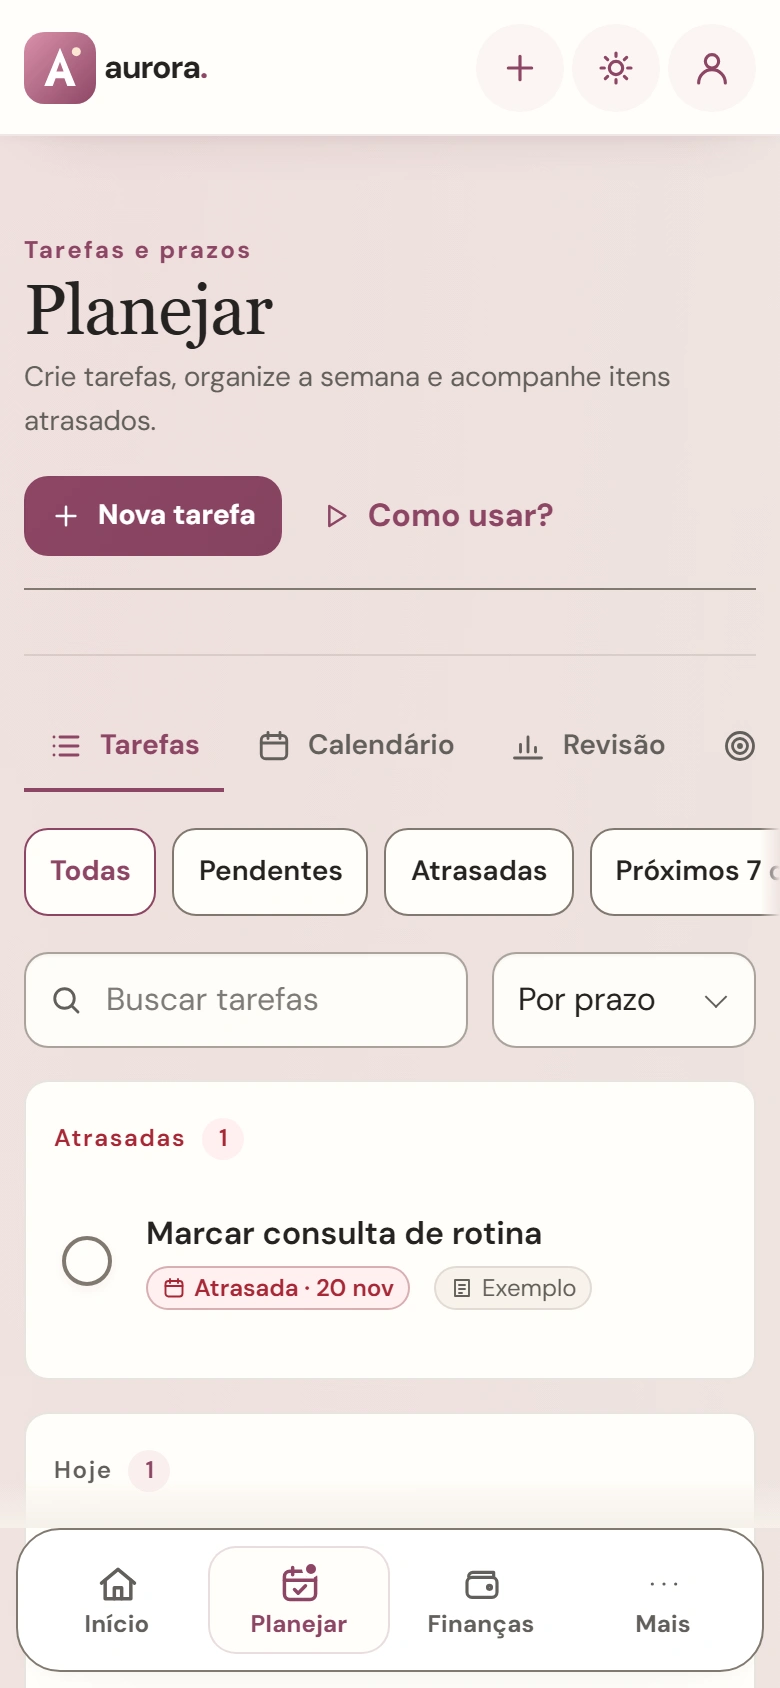 A
aurora.
Tarefas e prazos
Planejar
Crie tarefas, organize a semana e acompanhe itens
atrasados.
Nova tarefa
Como usar?
Tarefas
Calendário
Revisão
Todas
Pendentes
Atrasadas
Próximos 7
Buscar tarefas
Por prazo
Atrasadas 1
Marcar consulta de rotina
Atrasada · 20 nov
Exemplo
Hoje 1
Início
Planejar
Finanças
Mais